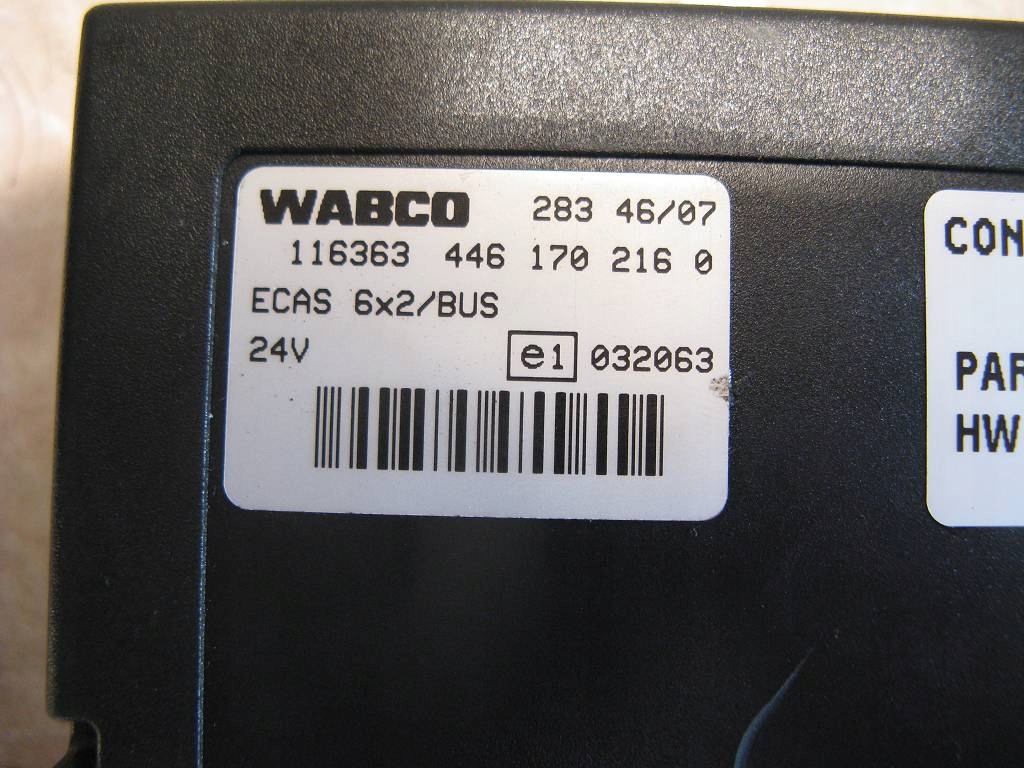 WABCO 283 46/07
116363 446 170 216 0
ECAS 6x2/BUS
24V e1 032063
CON
PAR
HW